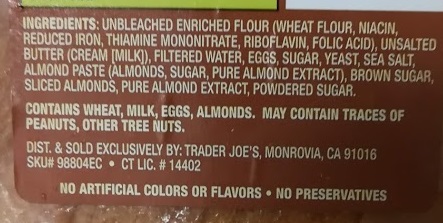 INGREDIENTS: UNBLEACHED ENRICHED FLOUR (WHEAT FLOUR, NIACIN,
REDUCED IRON, THIAMINE MONONITRATE, RIBOFLAVIN, FOLIC ACID), UNSALTED
BUTTER (CREAM [MILK]), FILTERED WATER, EGGS, SUGAR, YEAST, SEA SALT,
ALMOND PASTE (ALMONDS, SUGAR, PURE ALMOND EXTRACT), BROWN SUGAR,
SLICED ALMONDS, PURE ALMOND EXTRACT, POWDERED SUGAR.
CONTAINS WHEAT, MILK, EGGS, ALMONDS. MAY CONTAIN TRACES OF
PEANUTS, OTHER TREE NUTS.
DIST. & SOLD EXCLUSIVELY BY: TRADER JOE'S, MONROVIA, CA 91016
SKU# 98804EC • CT LIC. # 14402
NO ARTIFICIAL COLORS OR FLAVORS • NO PRESERVATIVES